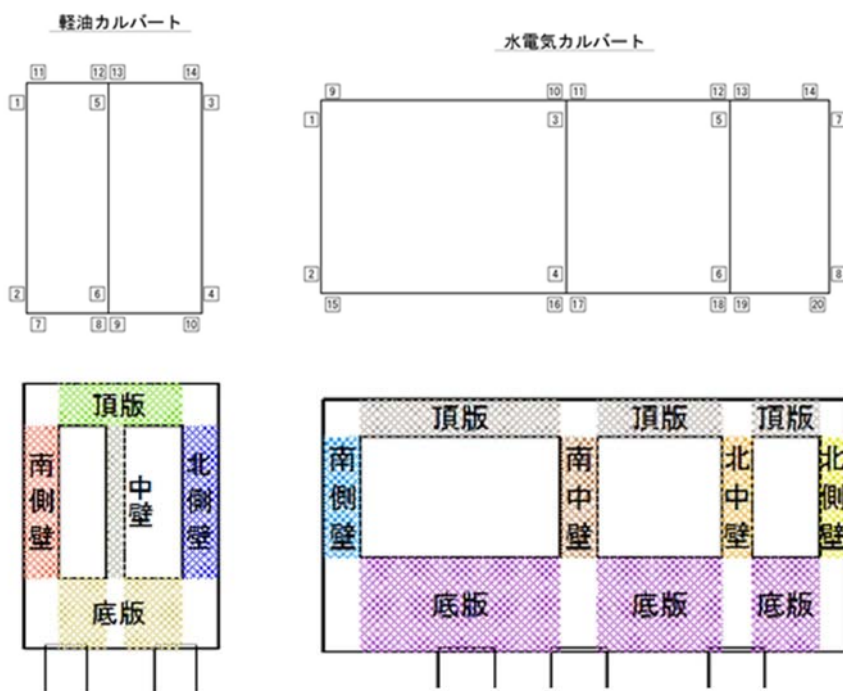 軽油カルバート
水電気カルバート
11 12 13 14
1 5 3
2 6 4
7 8 9 10
9 10 11 12 13 14
1 3 5 7
2 4 6 8
15 16 17 18 19 20
頂版
南側壁
中壁
北側壁
底版
頂版 頂版 頂版
南側壁
南中壁
北中壁
北側壁
底版 底版 底版